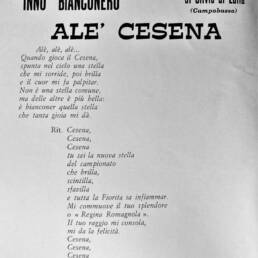 INNO BIANCONERO
di SAVIO di ZONE
(Campobasso)
ALE' CESENA
Alè, alè, alè...
Quando gioca il Cesena,
spunta nel cielo una stella
che mi sorride, poi brilla
e il cuor mi fa palpitar.
Non è una stella comune,
ma delle altre è più bella:
è bianconer quella stella
che tanta gioia mi dà.
Rit. Cesena,
Cesena,
Cesena
tu sei la nuova stella
del campionato
che brilla,
scintilla,
sfavilla
e tutta la Fiorita sa infiammar.
Mi commuove il tuo splendore
o « Regina Romagnola ».
Il tuo raggio mi consola,
mi da la felicità.
Cesena,
Cesena,
Cesena,
Cesena